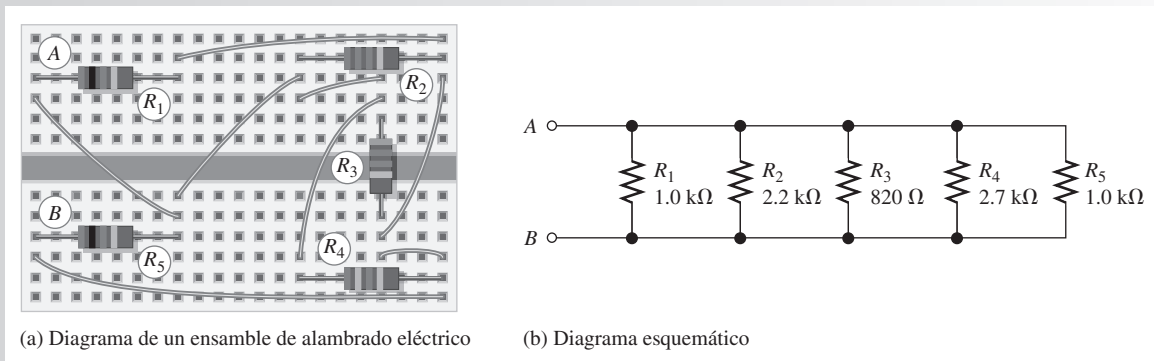 A
R2
R1
R3
B
R4
R5
(a) Diagrama de un ensamble de alambrado eléctrico
A
R1
1.0 kΩ
R2
2.2 kΩ
R3
820 Ω
R4
2.7 kΩ
R5
1.0 kΩ
B
(b) Diagrama esquemático